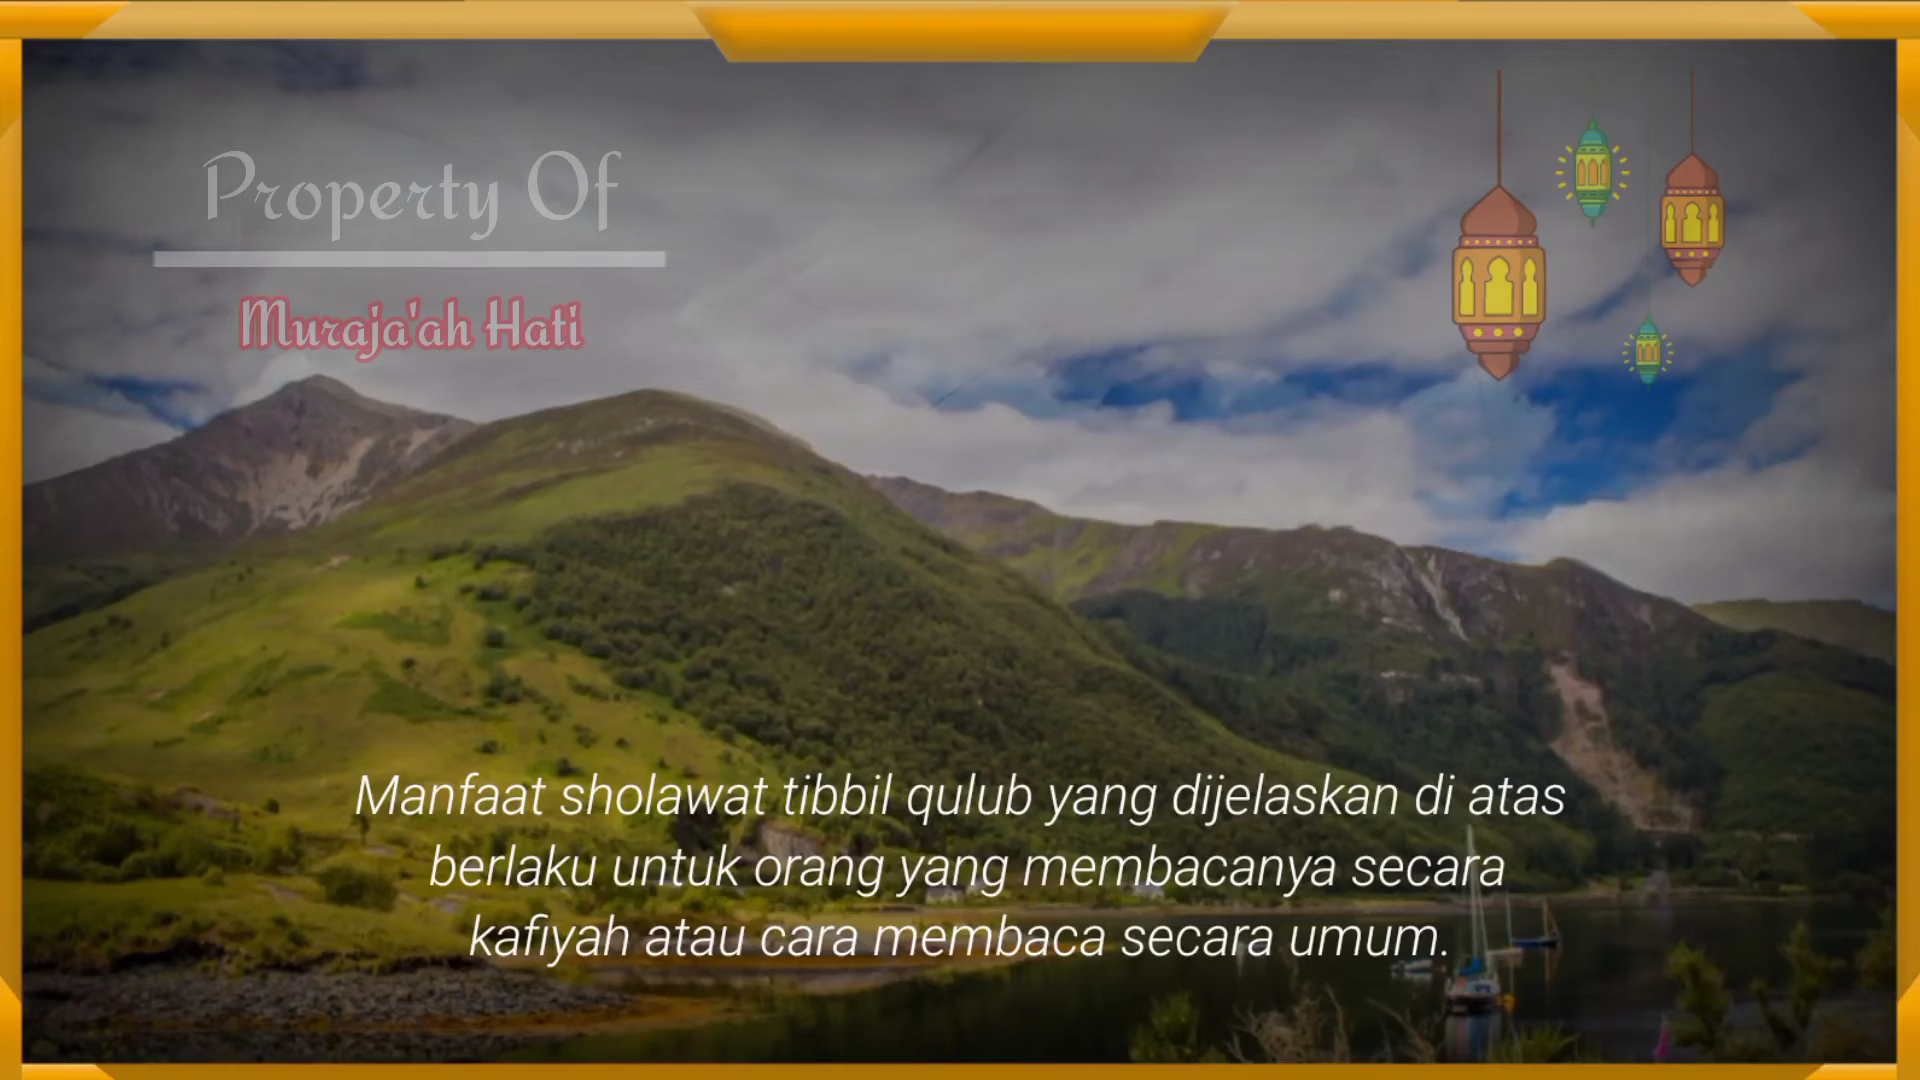 Property Of
Muraja'ah Hati
Manfaat sholawat tibbil qulub yang dijelaskan di atas
berlaku untuk orang yang membacanya secara
kafiyah atau cara membaca secara umum.